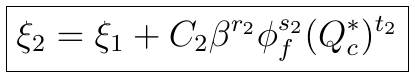 ξ₂ = ξ₁ + C₂β^{r₂}ϕ_f^{s₂}(Q_c^*)^{t₂}